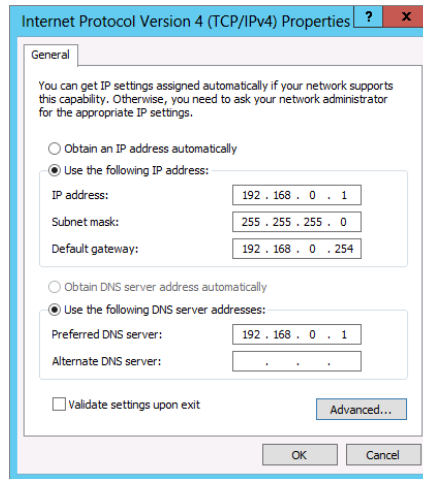 Internet Protocol Version 4 (TCP/IPv4) Properties ? x
General
You can get IP settings assigned automatically if your network supports
this capability. Otherwise, you need to ask your network administrator
for the appropriate IP settings.
Obtain an IP address automatically
Use the following IP address:
IP address: 192 . 168 . 0 . 1
Subnet mask: 255 . 255 . 255 . 0
Default gateway: 192 . 168 . 0 . 254
Obtain DNS server address automatically
Use the following DNS server addresses:
Preferred DNS server: 192 . 168 . 0 . 1
Alternate DNS server: . . .
Validate settings upon exit
Advanced...
OK Cancel